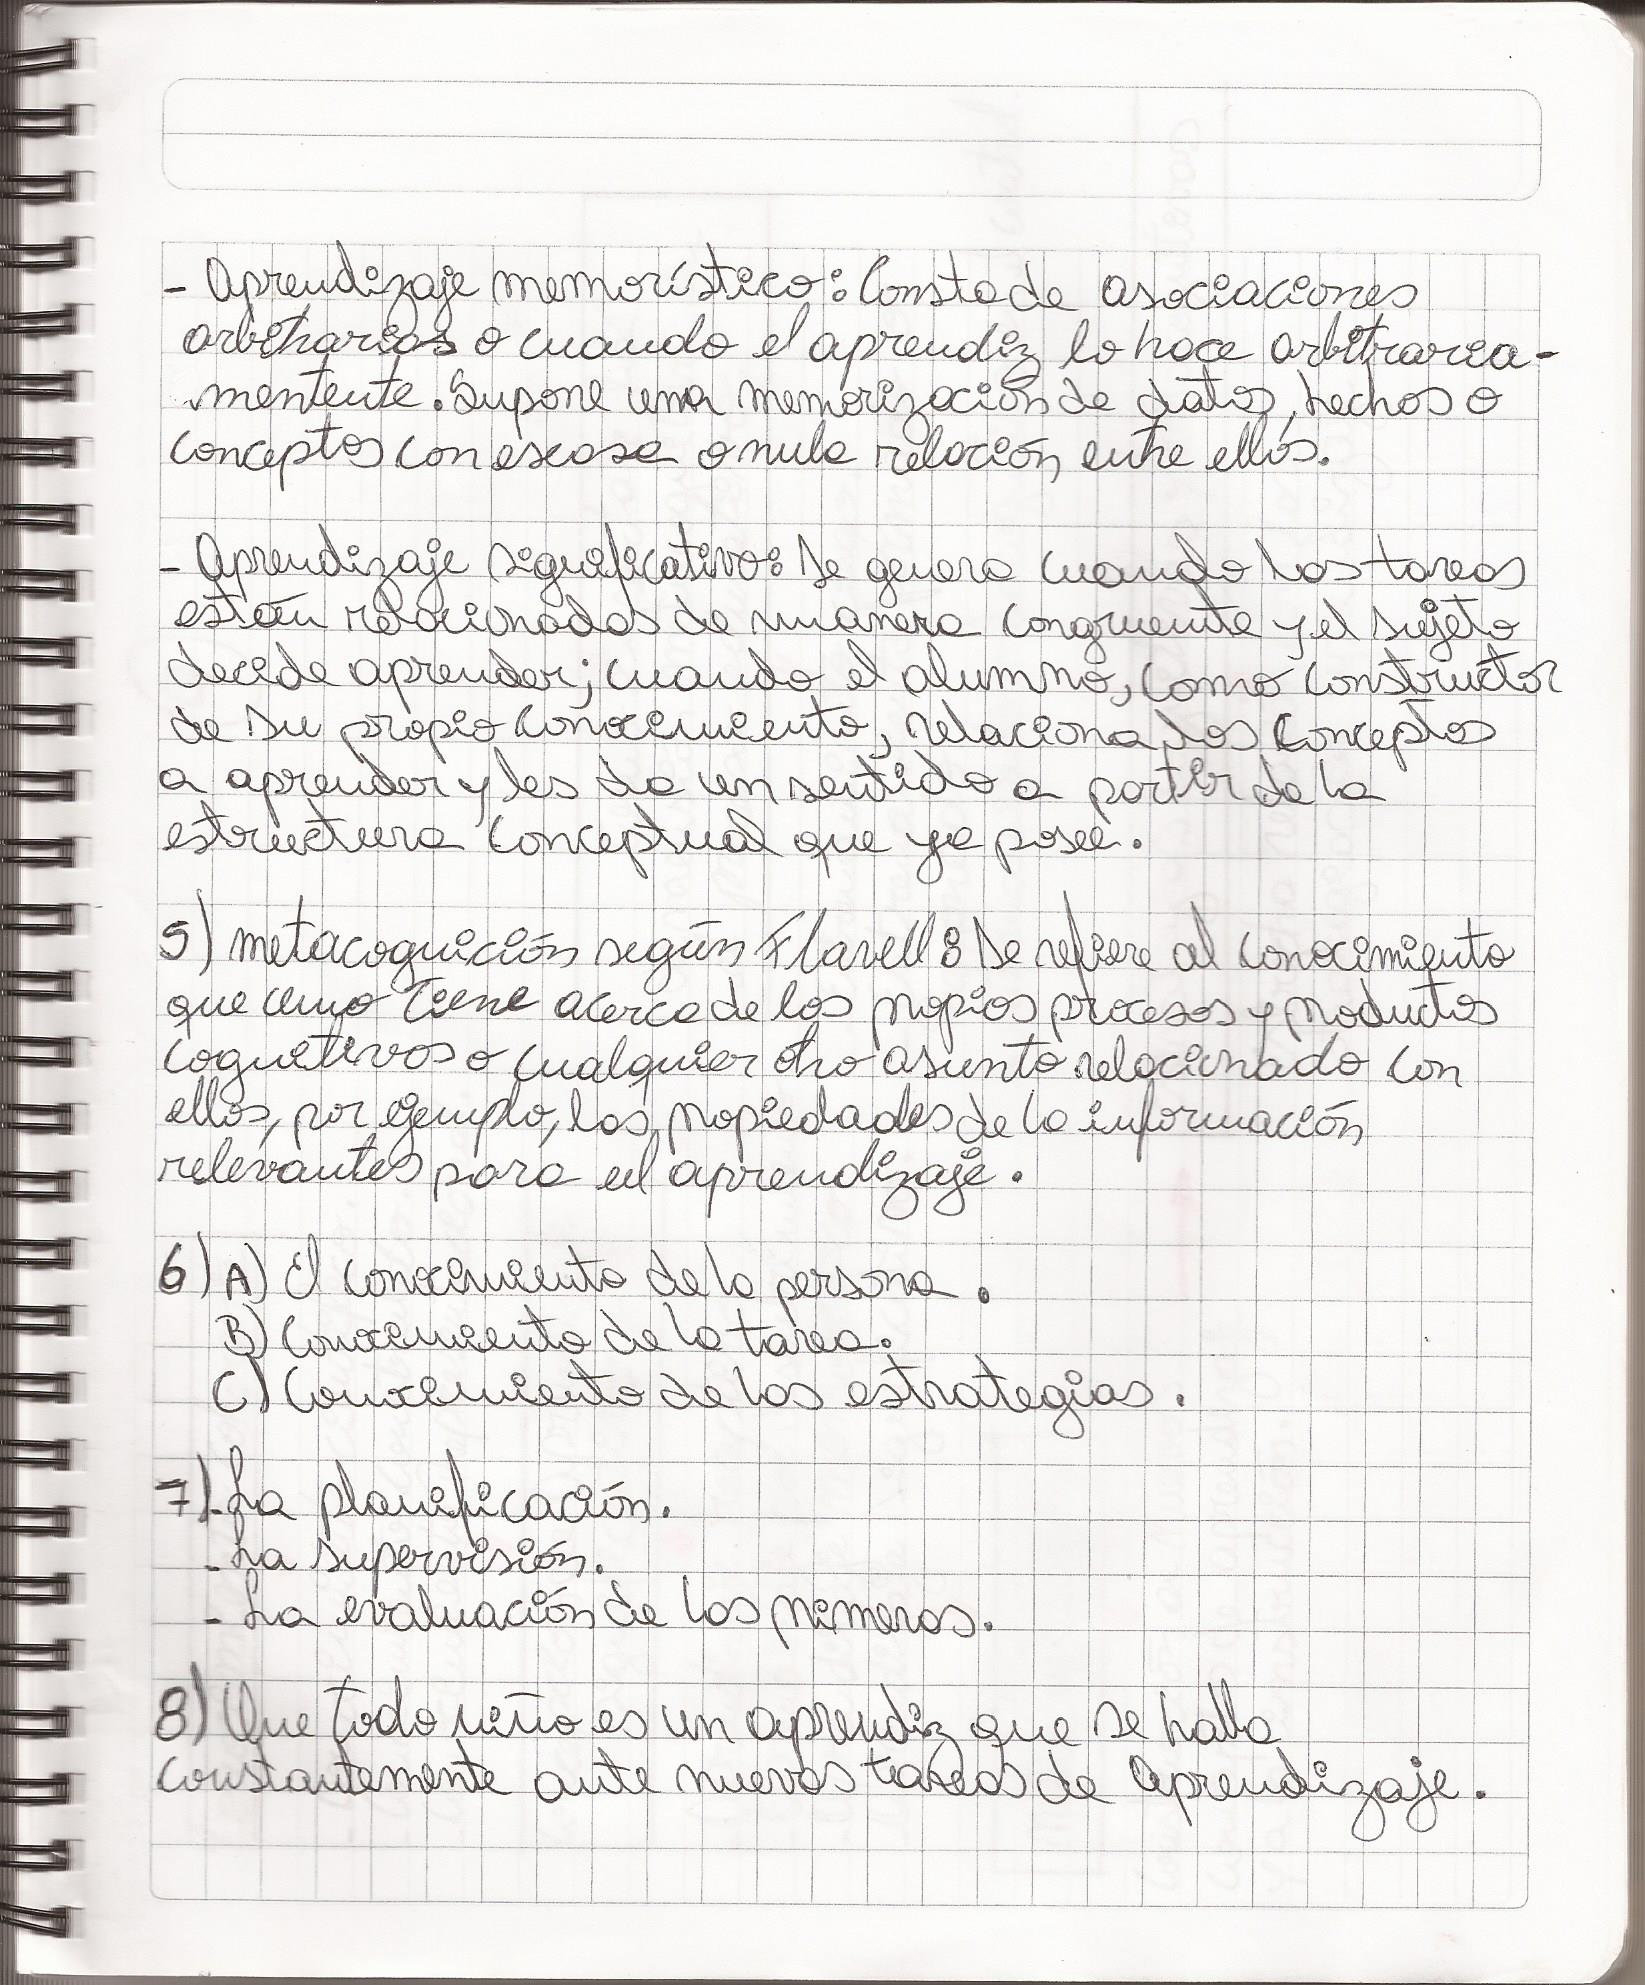 - Aprendizaje memorístico: Consta de asociaciones
arbitrarias o cuando el aprendiz lo hace arbitraria-
mentente. Supone una memorización de datos, hechos o
conceptos con escasa o nula relación entre ellos.
- Aprendizaje significativo: Se genera cuando las tareas
están relacionadas de manera congruente y el sujeto
decide aprender; cuando el alumno, como constructor
de su propio conocimiento, relaciona los conceptos
a aprender y les da un sentido a partir de la
estructura conceptual que ya posee.
5) metacognición según Flavell: Se refiere al conocimiento
que uno tiene acerca de los propios procesos y productos
cognitivos o cualquier otro asunto relacionado con
ellos, por ejemplo, las propiedades de la información
relevantes para el aprendizaje.
6) A) El conocimiento de la persona.
B) Conocimiento de la tarea.
C) Conocimiento de las estrategias.
7) - La planificación.
- La supervisión.
- La evaluación de los primeros.
8) Que todo niño es un aprendiz que se halla
constantemente ante nuevas tareas de aprendizaje.